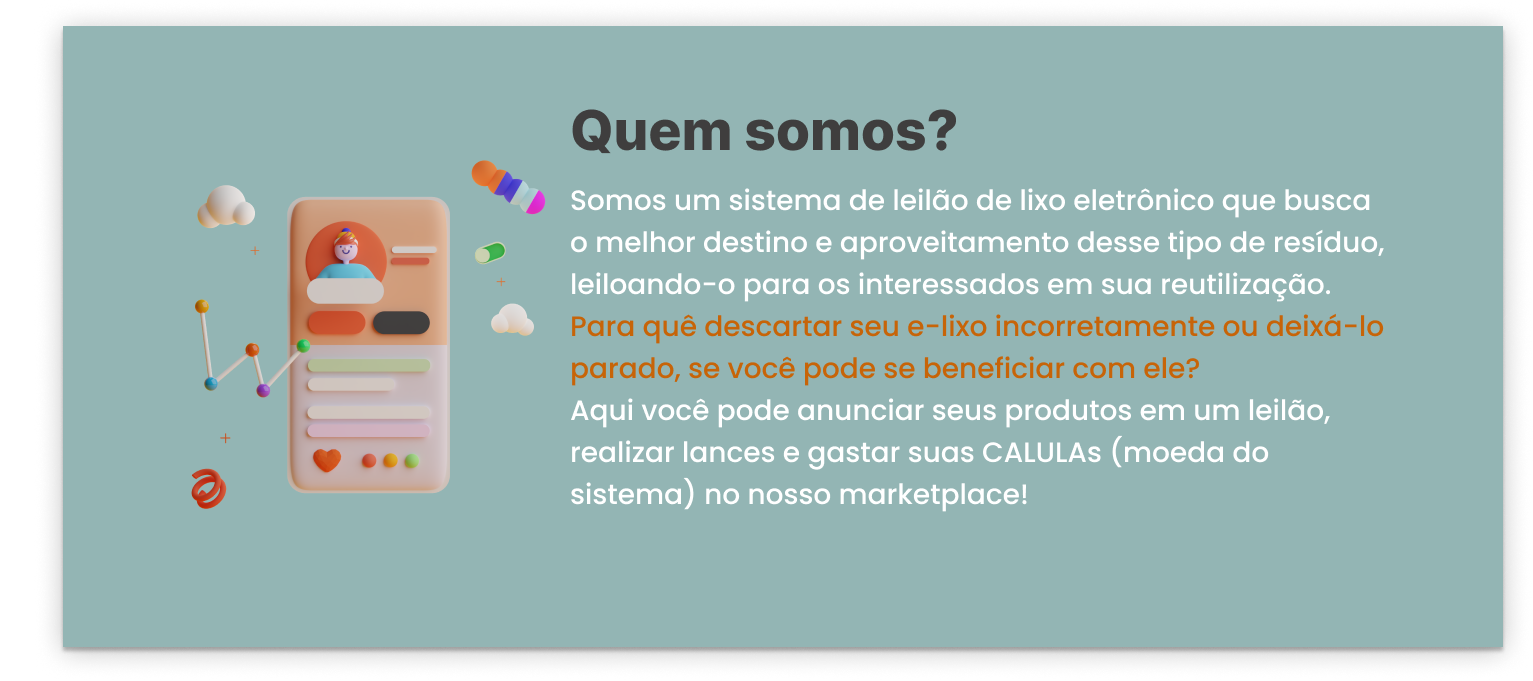 Quem somos?
Somos um sistema de leilão de lixo eletrônico que busca
o melhor destino e aproveitamento desse tipo de resíduo,
leiloando-o para os interessados em sua reutilização.
Para quê descartar seu e-lixo incorretamente ou deixá-lo
parado, se você pode se beneficiar com ele?
Aqui você pode anunciar seus produtos em um leilão,
realizar lances e gastar suas CALULAs (moeda do
sistema) no nosso marketplace!